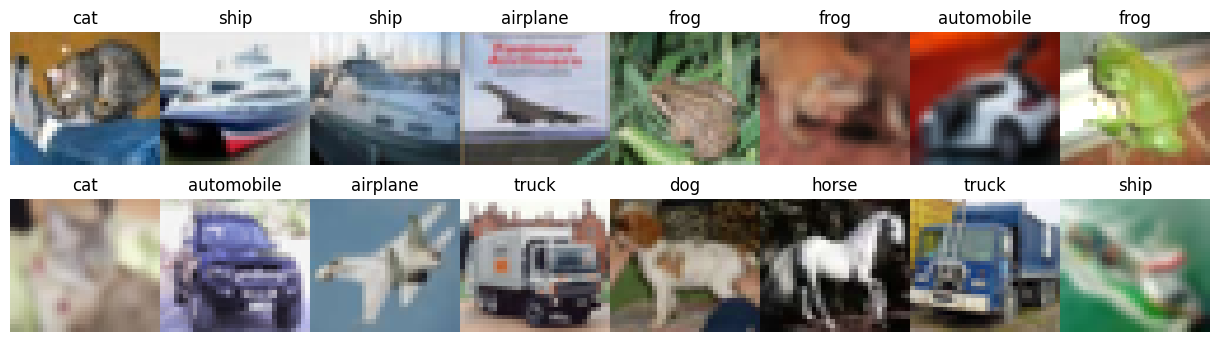 cat ship ship airplane frog frog automobile frog
cat automobile airplane truck dog horse truck ship